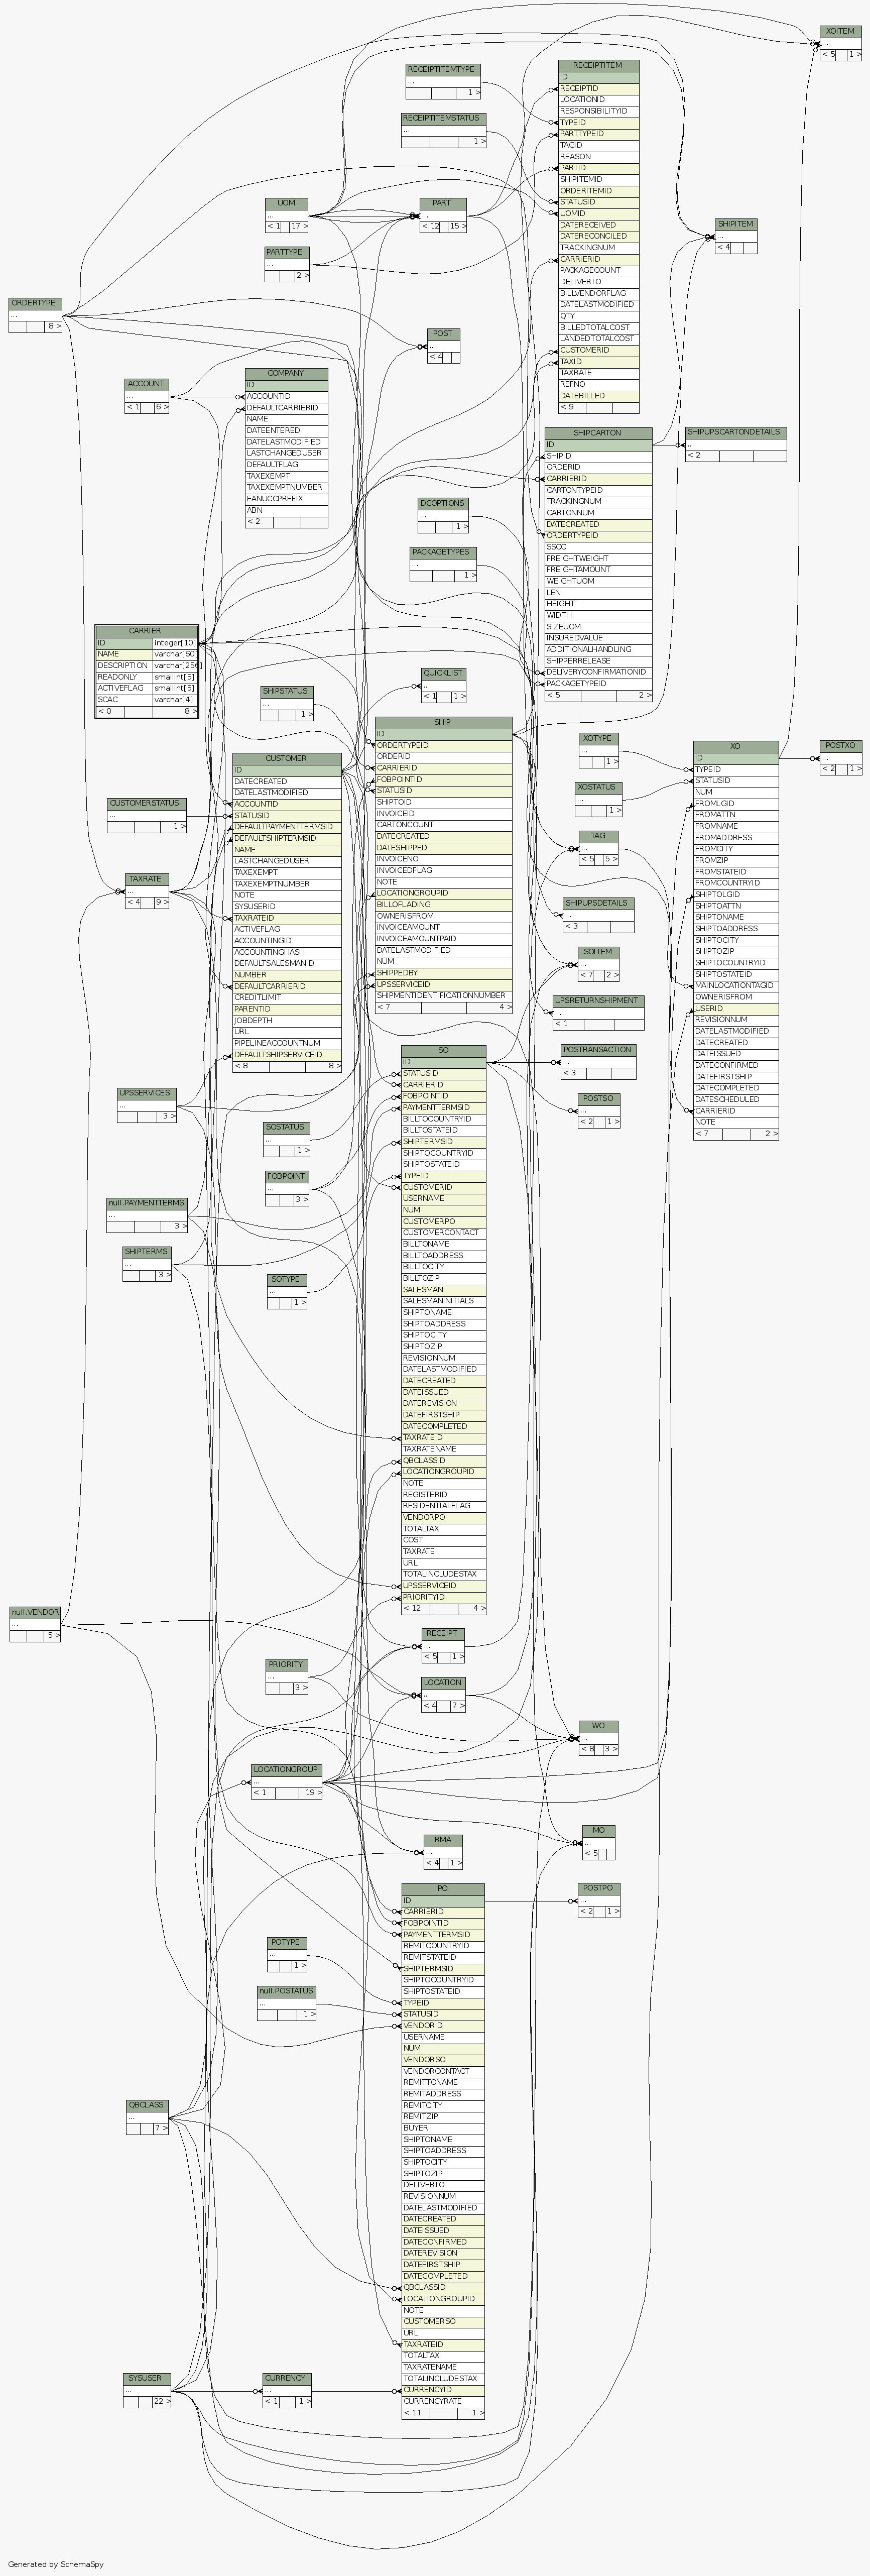 XOITEM
...
< 5 1 >
RECEIPTITEMTYPE
...
1 >
RECEIPTITEMSTATUS
...
1 >
RECEIPTITEM
ID
RECEIPTID
LOCATIONID
RESPONSIBILITYID
TYPEID
PARTTYPEID
TAGID
REASON
PARTID
SHIPITEMID
ORDERITEMID
STATUSID
UOMID
DATERECEIVED
DATERECONCILED
TRACKINGNUM
CARRIERID
PACKAGECOUNT
DELIVERTO
BILLVENDORFLAG
DATELASTMODIFIED
QTY
BILLEDTOTALCOST
LANDEDTOTALCOST
CUSTOMERID
TAXID
TAXRATE
REFNO
DATEBILLED
< 9
UOM
...
< 1 17 >
PART
...
< 12 15 >
SHIPITEM
...
< 4
PARTTYPE
...
2 >
ORDERTYPE
...
8 >
POST
...
< 4
ACCOUNT
...
< 1 6 >
COMPANY
ID
ACCOUNTID
DEFAULTCARRIERID
NAME
DATEENTERED
DATELASTMODIFIED
LASTCHANGEDUSER
DEFAULTFLAG
TAXEXEMPT
TAXEXEMPTNUMBER
EANUCCPREFIX
ABN
< 2
SHIPCARTON
ID
SHIPID
ORDERID
CARRIERID
CARTONTYPEID
TRACKINGNUM
CARTONNUM
DATECREATED
ORDERTYPEID
SSCC
FREIGHTWEIGHT
FREIGHTAMOUNT
WEIGHTUOM
LEN
HEIGHT
WIDTH
SIZEUOM
INSUREDVALUE
ADDITIONALHANDLING
SHIPPERRELEASE
DELIVERYCONFIRMATIONID
PACKAGETYPEID
< 5 2 >
SHIPUPSCARTONDETAILS
...
< 2
DCOPTIONS
...
1 >
PACKAGETYPES
...
1 >
CARRIER
ID integer[10]
NAME varchar[60]
DESCRIPTION varchar[256]
READONLY smallint[5]
ACTIVEFLAG smallint[5]
SCAC varchar[4]
< 0 8 >
QUICKLIST
...
< 1 1 >
SHIPSTATUS
...
1 >
SHIP
ID
ORDERTYPEID
ORDERID
CARRIERID
FOBPOINTID
STATUSID
SHIPTOID
INVOICEID
CARTONCOUNT
DATECREATED
DATESHIPPED
INVOICENO
INVOICEDFLAG
NOTE
LOCATIONGROUPID
BILLOFLADING
OWNERISFROM
INVOICEAMOUNT
INVOICEAMOUNTPAID
DATELASTMODIFIED
NUM
SHIPPEDBY
UPSSERVICEID
SHIPMENTIDENTIFICATIONNUMBER
< 7 4 >
CUSTOMER
ID
DATECREATED
DATELASTMODIFIED
ACCOUNTID
STATUSID
DEFAULTPAYMENTTERMSID
DEFAULTSHIPTERMSID
NAME
LASTCHANGEDUSER
TAXEXEMPT
TAXEXEMPTNUMBER
NOTE
SYSUSERID
TAXRATEID
ACTIVEFLAG
ACCOUNTINGID
ACCOUNTINGHASH
DEFAULTSALESMANID
NUMBER
DEFAULTCARRIERID
CREDITLIMIT
PARENTID
JOBDEPTH
URL
PIPELINEACCOUNTNUM
DEFAULTSHIPSERVICEID
< 8 8 >
CUSTOMERSTATUS
...
1 >
TAXRATE
...
< 4 9 >
XOTYPE
...
1 >
XOSTATUS
...
1 >
TAG
...
< 5 5 >
XO
ID
TYPEID
STATUSID
NUM
FROMLGID
FROMATTN
FROMNAME
FROMADDRESS
FROMCITY
FROMZIP
FROMSTATEID
FROMCOUNTRYID
SHIPTOLGID
SHIPTOATTN
SHIPTONAME
SHIPTOADDRESS
SHIPTOCITY
SHIPTOZIP
SHIPTOCOUNTRYID
SHIPTOSTATEID
MAINLOCATIONTAGID
OWNERISFROM
USERID
REVISIONNUM
DATELASTMODIFIED
DATECREATED
DATEISSUED
DATECONFIRMED
DATEFIRSTSHIP
DATECOMPLETED
DATESCHEDULED
CARRIERID
NOTE
< 7 2 >
POSTXO
...
< 2 1 >
SHIPUPSDETAILS
...
< 3
SOITEM
...
< 7 2 >
UPSRETURNSHIPMENT
...
< 1
POSTRANSACTION
...
< 3
POSTSO
...
< 2 1 >
SO
ID
STATUSID
CARRIERID
FOBPOINTID
PAYMENTTERMSID
BILLTOCOUNTRYID
BILLTOSTATEID
SHIPTERMSID
SHIPTOCOUNTRYID
SHIPTOSTATEID
TYPEID
CUSTOMERID
USERNAME
NUM
CUSTOMERPO
CUSTOMERCONTACT
BILLTONAME
BILLTOADDRESS
BILLTOCITY
BILLTOZIP
SALESMAN
SALESMANINITIALS
SHIPTONAME
SHIPTOADDRESS
SHIPTOCITY
SHIPTOZIP
REVISIONNUM
DATELASTMODIFIED
DATECREATED
DATEISSUED
DATEREVISION
DATEFIRSTSHIP
DATECOMPLETED
TAXRATEID
TAXRATENAME
QBCLASSID
LOCATIONGROUPID
NOTE
REGISTERID
RESIDENTIALFLAG
VENDORPO
TOTALTAX
COST
TAXRATE
URL
TOTALINCLUDESTAX
UPSSERVICEID
PRIORITYID
< 12 4 >
UPSSERVICES
...
3 >
SOSTATUS
...
1 >
FOBPOINT
...
3 >
null.PAYMENTTERMS
...
3 >
SHIPTERMS
...
3 >
SOTYPE
...
1 >
null.VENDOR
...
5 >
RECEIPT
...
< 5 1 >
PRIORITY
...
3 >
LOCATION
...
< 4 7 >
WO
...
< 8 3 >
LOCATIONGROUP
...
< 1 19 >
RMA
...
< 4 1 >
MO
...
< 5
PO
ID
CARRIERID
FOBPOINTID
PAYMENTTERMSID
REMITCOUNTRYID
REMITSTATEID
SHIPTERMSID
SHIPTOCOUNTRYID
SHIPTOSTATEID
TYPEID
STATUSID
VENDORID
USERNAME
NUM
VENDORSO
VENDORCONTACT
REMITTONAME
REMITADDRESS
REMITCITY
REMITZIP
BUYER
SHIPTONAME
SHIPTOADDRESS
SHIPTOCITY
SHIPTOZIP
DELIVERTO
REVISIONNUM
DATELASTMODIFIED
DATECREATED
DATEISSUED
DATECONFIRMED
DATEREVISION
DATEFIRSTSHIP
DATECOMPLETED
QBCLASSID
LOCATIONGROUPID
NOTE
CUSTOMERSO
URL
TAXRATEID
TOTALTAX
TAXRATENAME
TOTALINCLUDESTAX
CURRENCYID
CURRENCYRATE
< 11 1 >
POSTPO
...
< 2 1 >
POTYPE
...
1 >
null.POSTATUS
...
1 >
QBCLASS
...
7 >
SYSUSER
...
22 >
CURRENCY
...
< 1 1 >
Generated by SchemaSpy